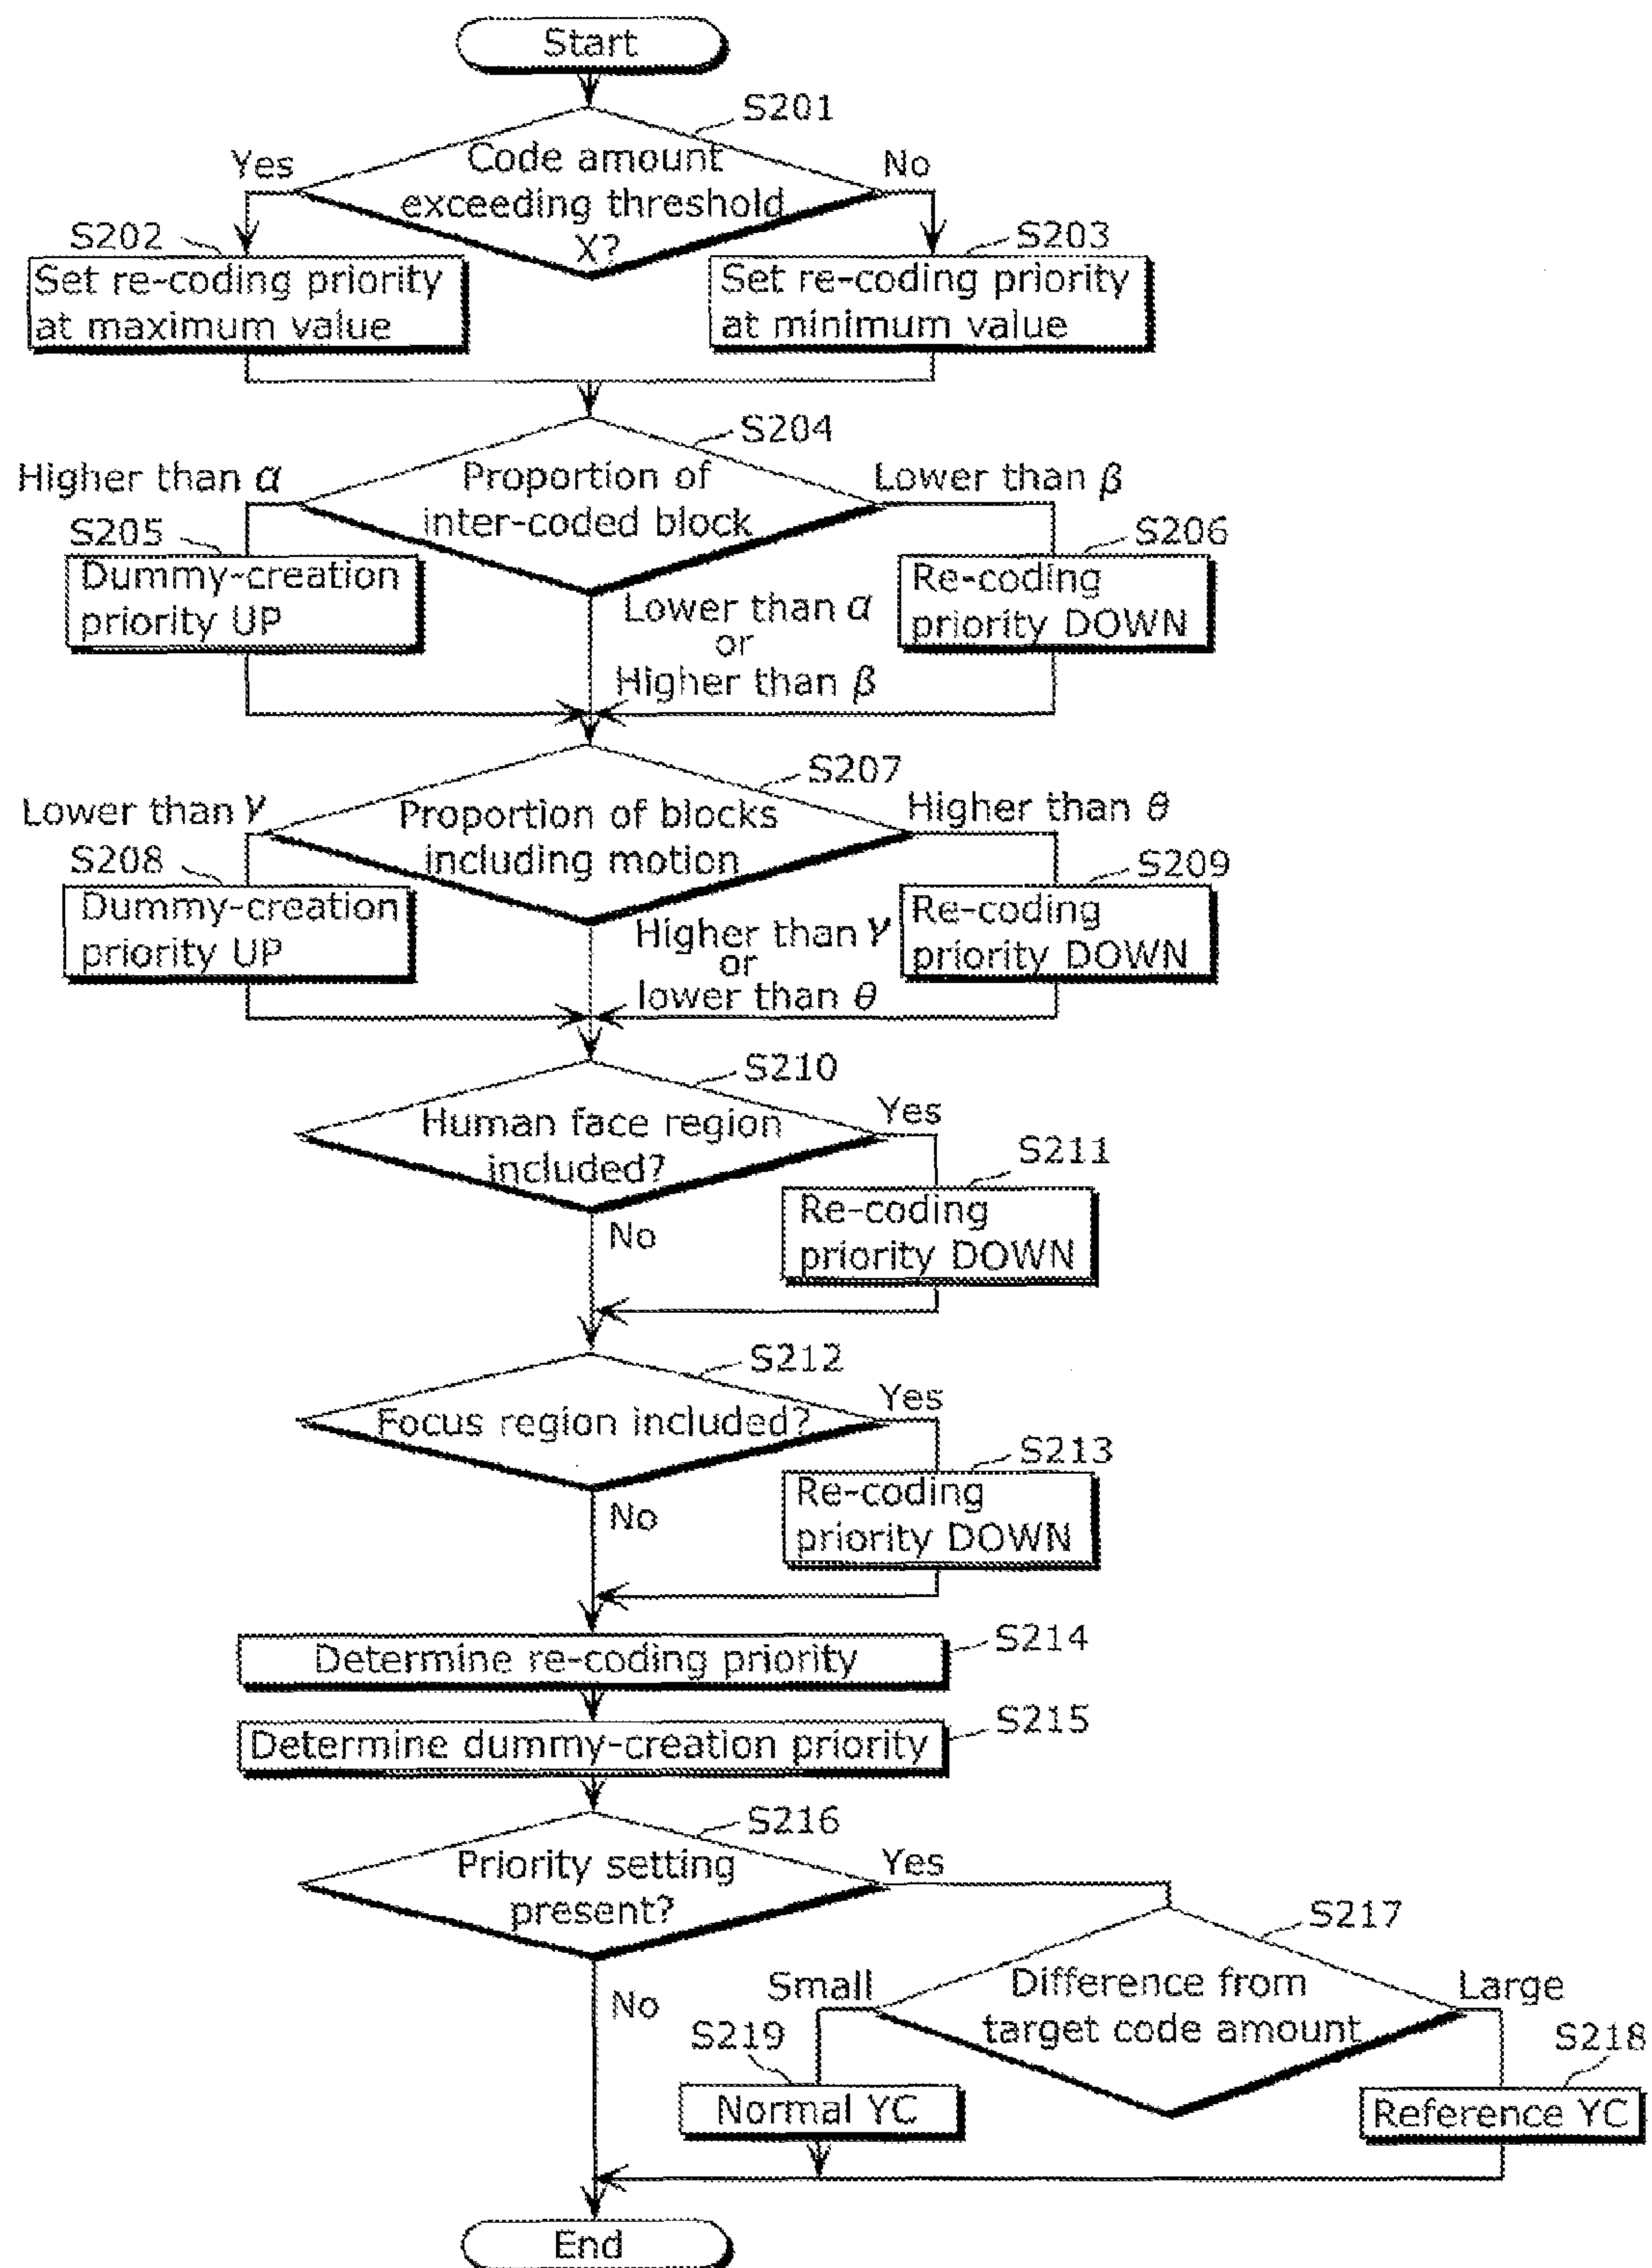 Start
S201
Yes
Code amount
No
exceeding threshold
X?
S202
S203
Set re-coding priority
at maximum value
Set re-coding priority
at minimum value
S204
Higher than α
Proportion of
inter-coded block
Lower than β
S205
S206
Dummy-creation
priority UP
Re-coding
priority DOWN
Lower than α
or
Higher than β
S207
Lower than γ
Proportion of blocks
including motion
Higher than θ
S208
S209
Dummy-creation
priority UP
Re-coding
priority DOWN
Higher than γ
or
lower than θ
S210
Human face region
included?
Yes
S211
Re-coding
priority DOWN
No
S212
Focus region included?
Yes
S213
Re-coding
priority DOWN
No
Determine re-coding priority
S214
Determine dummy-creation priority
S215
S216
Priority setting
present?
Yes
S217
No
Small
Difference from
target code amount
Large
S219
S218
Normal YC
Reference YC
End